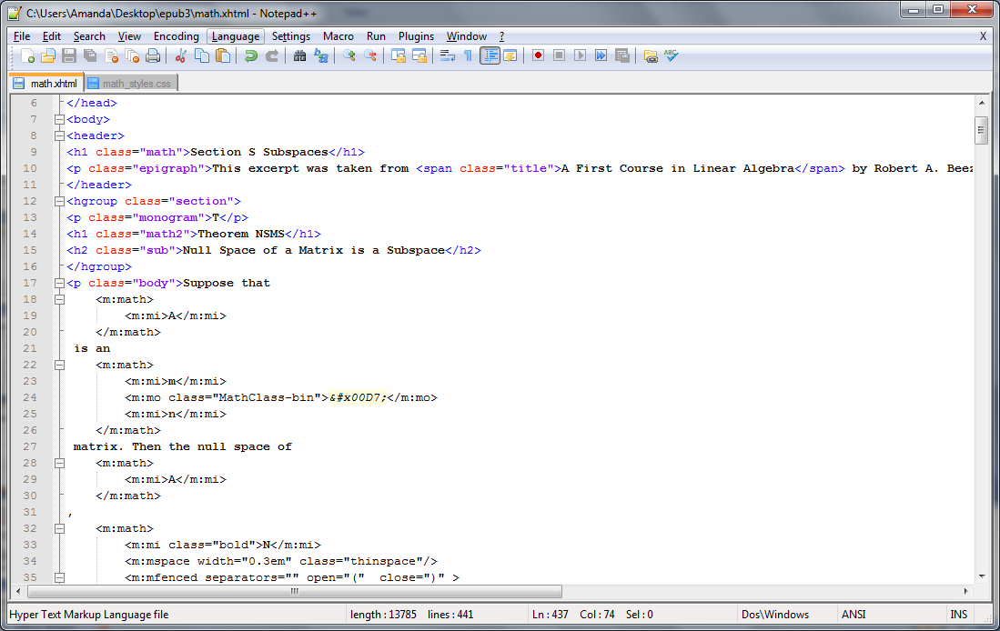 C:\Users\Amanda\Desktop\epub3\math.xhtml - Notepad++
File Edit Search View Encoding Language Settings Macro Run Plugins Window ? X
math.xhtml math_styles.css
6 </head>
7 <body>
8 <header>
9 <h1 class="math">Section S Subspaces</h1>
10 <p class="epigraph">This excerpt was taken from <span class="title">A First Course in Linear Algebra</span> by Robert A. Beez
11 </header>
12 <hgroup class="section">
13 <p class="monogram">T</p>
14 <h1 class="math2">Theorem NSMS</h1>
15 <h2 class="sub">Null Space of a Matrix is a Subspace</h2>
16 </hgroup>
17 <p class="body">Suppose that
18 <m:math>
19 <m:mi>A</m:mi>
20 </m:math>
21 is an
22 <m:math>
23 <m:mi>m</m:mi>
24 <m:mo class="MathClass-bin">&#x00D7;</m:mo>
25 <m:mi>n</m:mi>
26 </m:math>
27 matrix. Then the null space of
28 <m:math>
29 <m:mi>A</m:mi>
30 </m:math>
31 ,
32 <m:math>
33 <m:mi class="bold">N</m:mi>
34 <m:mspace width="0.3em" class="thinspace"/>
35 <m:mfenced separators="" open="(" close=")" >
Hyper Text Markup Language file length : 13785 lines : 441 Ln : 437 Col : 74 Sel : 0 Dos\Windows ANSI INS